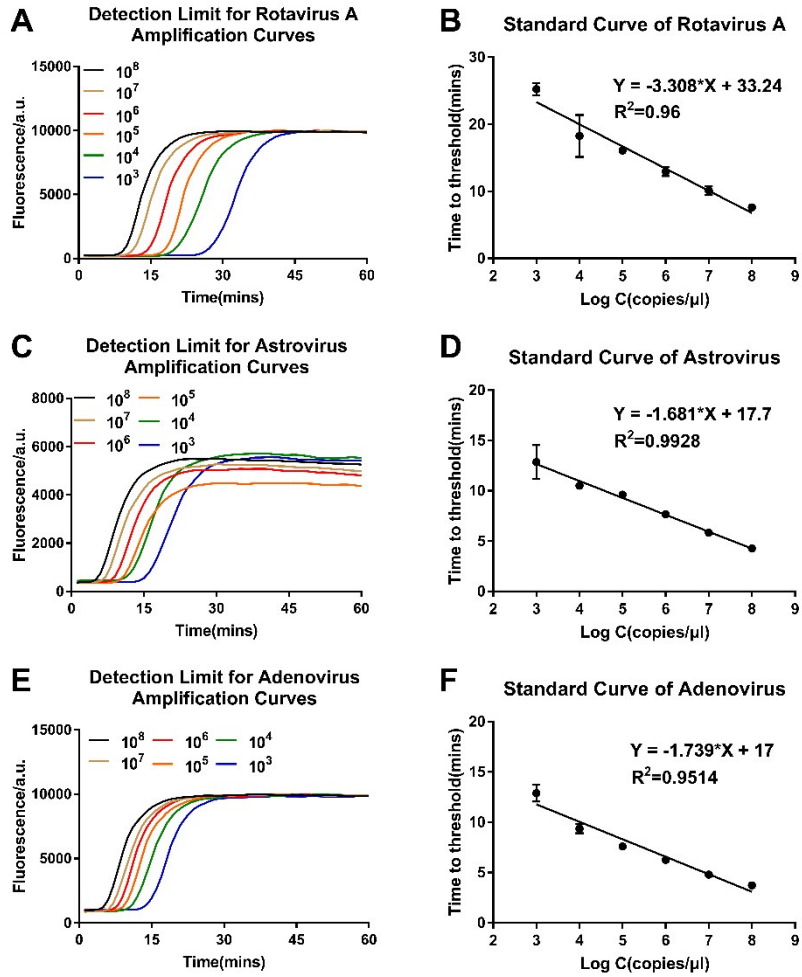 A
Detection Limit for Rotavirus A
Amplification Curves
15000
10000
5000
0
Fluorescence/a.u.
10⁸
10⁷
10⁶
10⁵
10⁴
10³
0 15 30 45 60
Time(mins)
B
Standard Curve of Rotavirus A
30
20
10
0
Time to threshold(mins)
Y = -3.308*X + 33.24
R²=0.96
2 3 4 5 6 7 8 9
Log C(copies/µl)
C
Detection Limit for Astrovirus
Amplification Curves
8000
6000
4000
2000
0
Fluorescence/a.u.
10⁸ 10⁵
10⁷ 10⁴
10⁶ 10³
0 15 30 45 60
Time(mins)
D
Standard Curve of Astrovirus
20
15
10
5
0
Time to threshold(mins)
Y = -1.681*X + 17.7
R²=0.9928
2 3 4 5 6 7 8 9
Log C(copies/µl)
E
Detection Limit for Adenovirus
Amplification Curves
15000
10000
5000
0
Fluorescence/a.u.
10⁸ 10⁶ 10⁴
10⁷ 10⁵ 10³
0 15 30 45 60
Time(mins)
F
Standard Curve of Adenovirus
20
15
10
5
0
Time to threshold(mins)
Y = -1.739*X + 17
R²=0.9514
2 3 4 5 6 7 8 9
Log C(copies/µl)